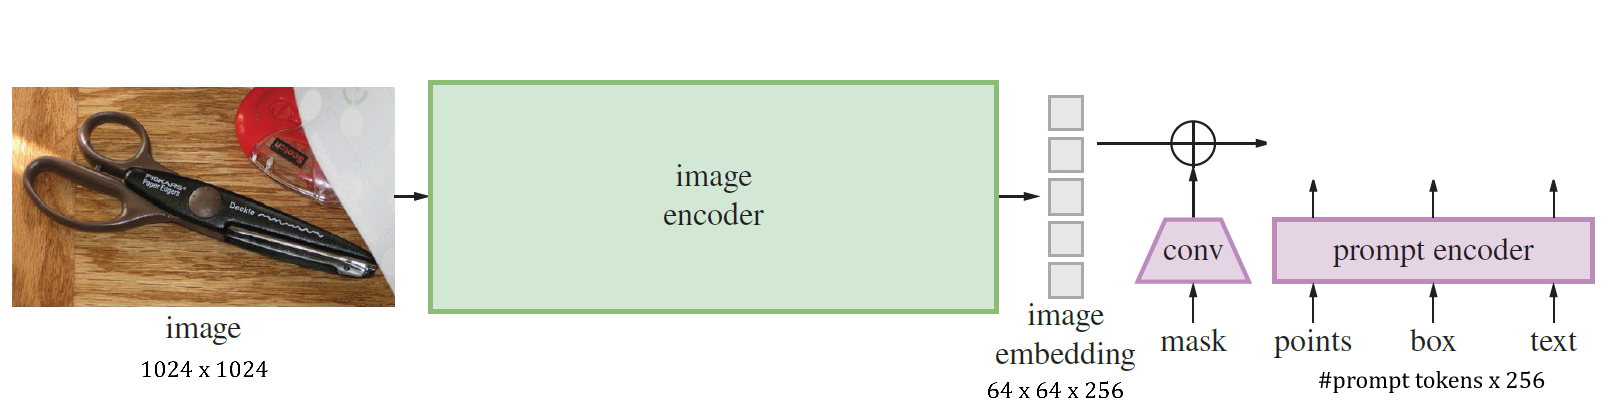 image
1024 x 1024
image
encoder
image
embedding
64 x 64 x 256
conv
mask
prompt encoder
points
box
text
#prompt tokens x 256
FISKARS®
Paper Edgers
Deckle
Scotch